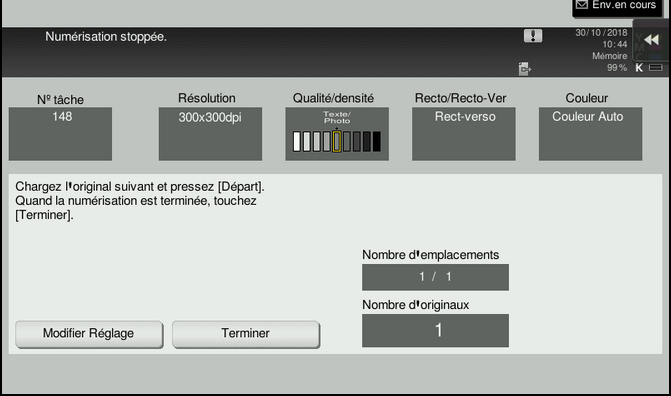 Env.en cours
Numérisation stoppée.
30/10/2018
10:44
Mémoire
99% K
Nº tâche
Résolution
Qualité/densité
Recto/Recto-Ver
Couleur
148
300x300dpi
Texte/
Photo
Rect-verso
Couleur Auto
Chargez l'original suivant et pressez [Départ].
Quand la numérisation est terminée, touchez
[Terminer].
Nombre d'emplacements
1 / 1
Nombre d'originaux
1
Modifier Réglage
Terminer